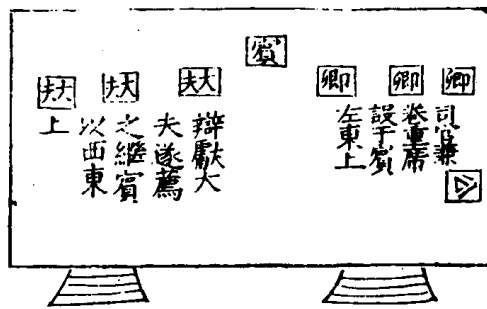 卿
卿
卿
賓
大夫
大夫
大夫
公
司宮兼
卷重席
設于賓
左東上
辯獻大
夫遂薦
之繼賓
以西東
上